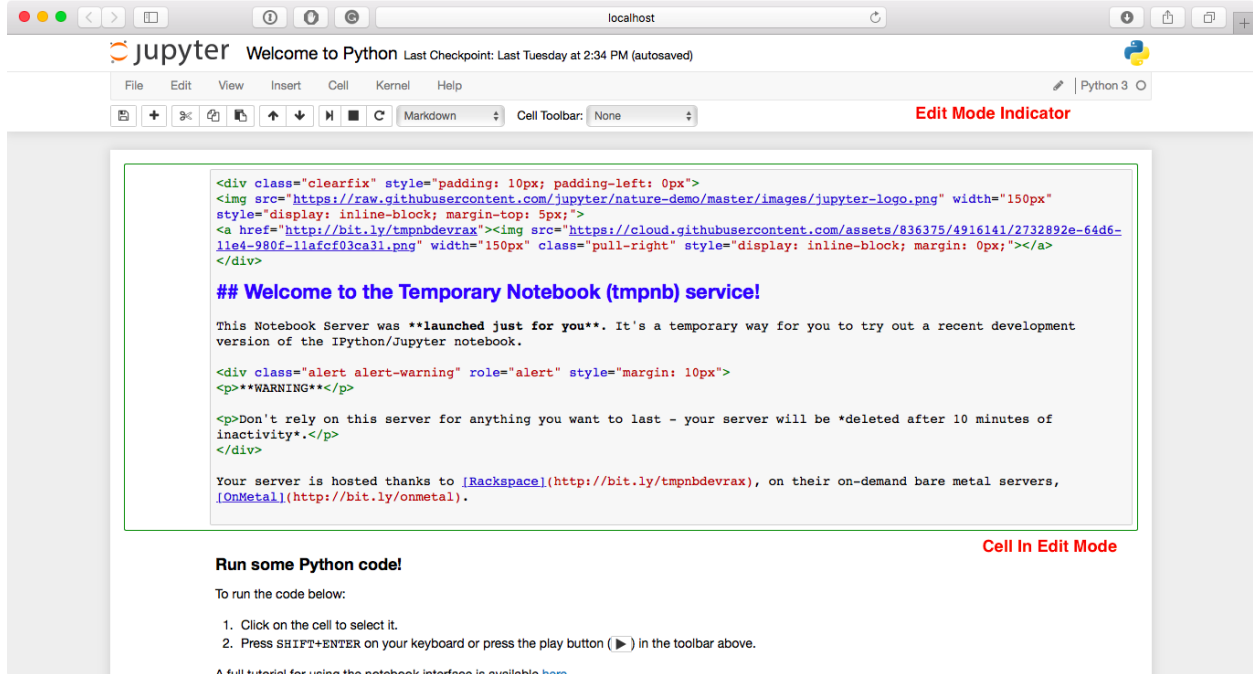 localhost
jupyter Welcome to Python Last Checkpoint: Last Tuesday at 2:34 PM (autosaved)
File Edit View Insert Cell Kernel Help Python 3
Markdown Cell Toolbar: None
Edit Mode Indicator
<div class="clearfix" style="padding: 10px; padding-left: 0px">
<img src="https://raw.githubusercontent.com/jupyter/nature-demo/master/images/jupyter-logo.png" width="150px"
style="display: inline-block; margin-top: 5px;">
<a href="http://bit.ly/tmpnbdevrax"><img src="https://cloud.githubusercontent.com/assets/836375/4916141/2732892e-64d6-
11e4-980f-11afcf03ca31.png" width="150px" class="pull-right" style="display: inline-block; margin: 0px;"></a>
</div>
## Welcome to the Temporary Notebook (tmpnb) service!
This Notebook Server was **launched just for you**. It's a temporary way for you to try out a recent development
version of the IPython/Jupyter notebook.
<div class="alert alert-warning" role="alert" style="margin: 10px">
<p>**WARNING**</p>
<p>Don't rely on this server for anything you want to last - your server will be *deleted after 10 minutes of
inactivity*.</p>
</div>
Your server is hosted thanks to [Rackspace](http://bit.ly/tmpnbdevrax), on their on-demand bare metal servers,
[OnMetal](http://bit.ly/onmetal).
Cell In Edit Mode
Run some Python code!
To run the code below:
1. Click on the cell to select it.
2. Press SHIFT+ENTER on your keyboard or press the play button (▶) in the toolbar above.
A full tutorial for using the notebook interface is available here